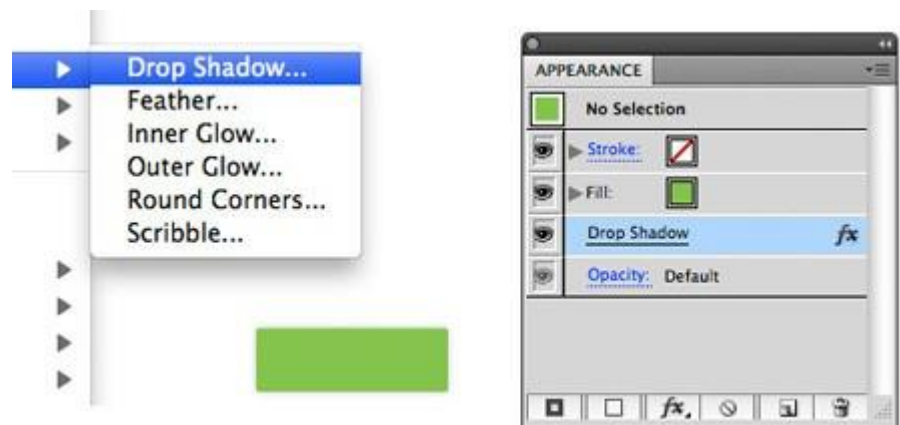 Drop Shadow...
Feather...
Inner Glow...
Outer Glow...
Round Corners...
Scribble...
APPEARANCE
No Selection
Stroke:
Fill:
Drop Shadow fx
Opacity: Default
fx